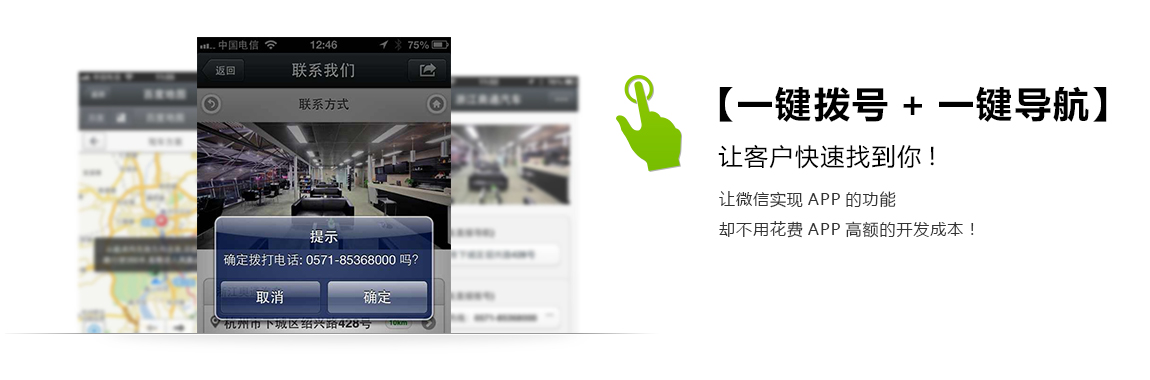 中国电信
12:46
75%
返回
联系我们
联系方式
提示
确定拨打电话: 0571-85368000 吗?
取消
确定
杭州市下城区绍兴路428号
10km
【一键拨号 + 一键导航】
让客户快速找到你！
让微信实现 APP 的功能
却不用花费 APP 高额的开发成本！